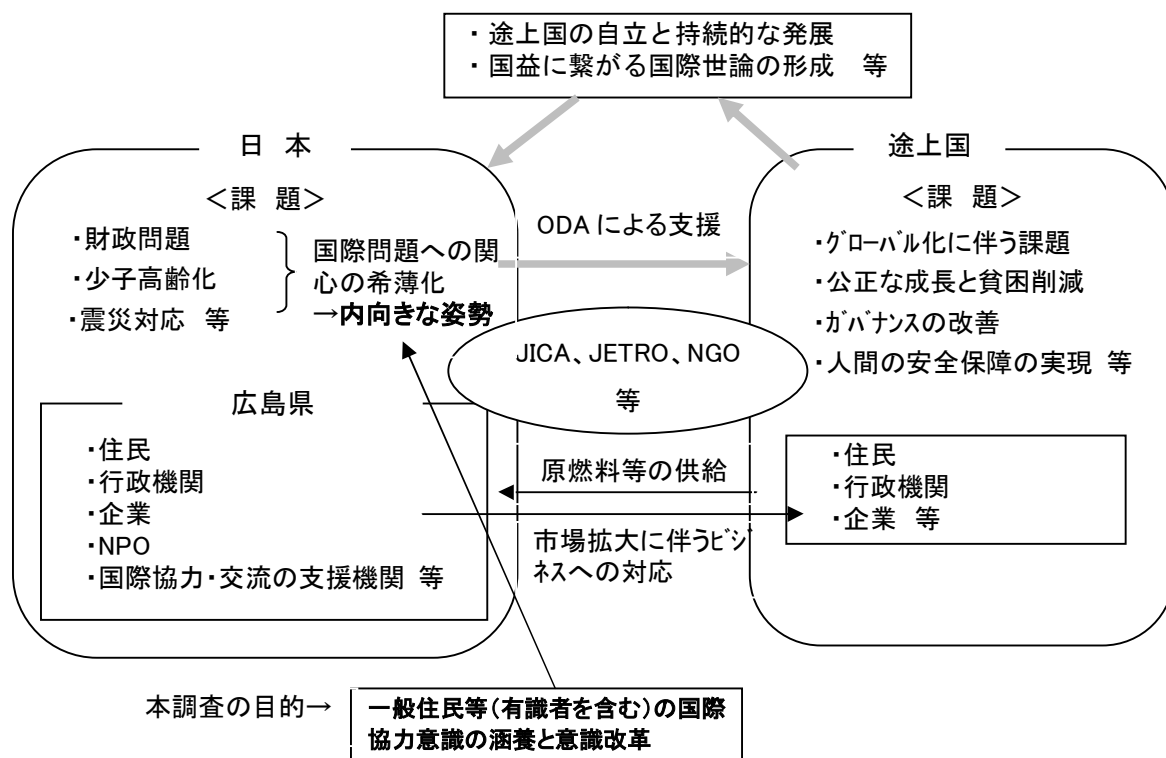 ・途上国の自立と持続的な発展
・国益に繋がる国際世論の形成　等
日 本
＜課 題＞
・財政問題
・少子高齢化
・震災対応 等
国際問題への関
心の希薄化
→内向きな姿勢
ODA による支援
途上国
＜課 題＞
・ｸﾞﾛｰﾊﾞﾙ化に伴う課題
・公正な成長と貧困削減
・ｶﾞﾊﾞﾅﾝｽの改善
・人間の安全保障の実現 等
JICA、JETRO、NGO
等
広島県
・住民
・行政機関
・企業
・NPO
・国際協力・交流の支援機関 等
原燃料等の供給
市場拡大に伴うﾋﾞｼﾞ
ﾈｽへの対応
・住民
・行政機関
・企業 等
本調査の目的→
一般住民等（有識者を含む）の国際
協力意識の涵養と意識改革